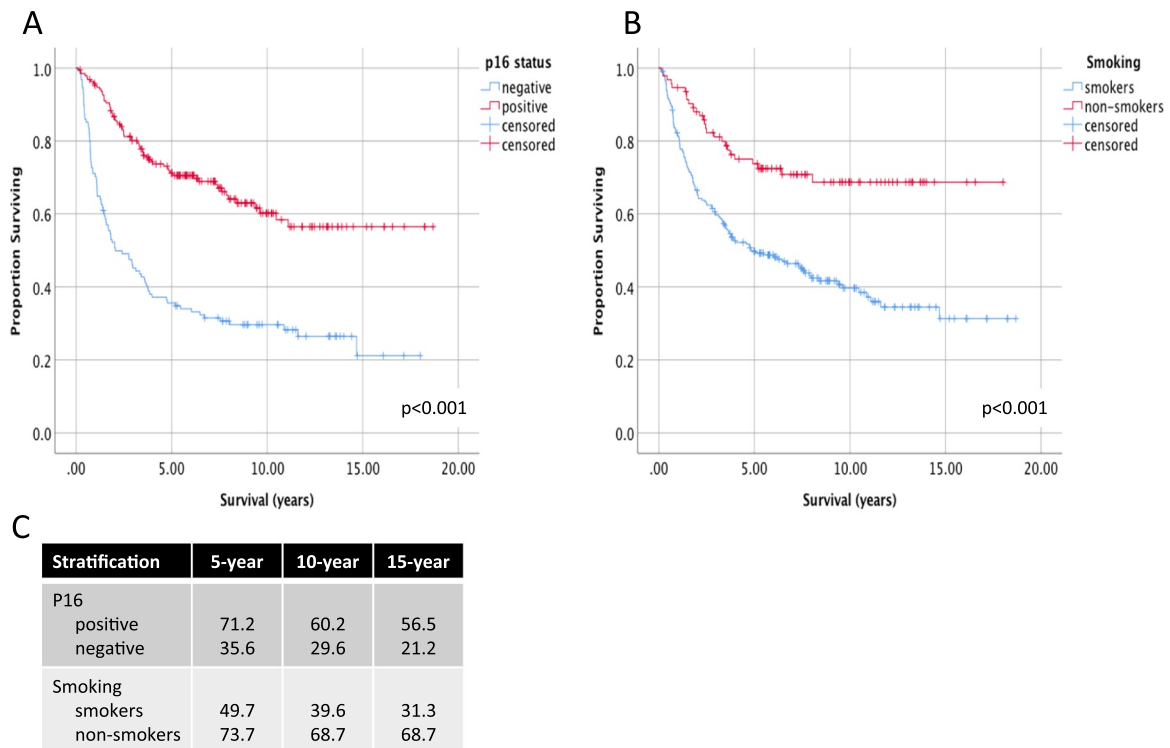 A
p16 status
negative
positive
censored
censored
Proportion Surviving
1.0
0.8
0.6
0.4
0.2
0.0
p<0.001
.00 5.00 10.00 15.00 20.00
Survival (years)
B
Smoking
smokers
non-smokers
censored
censored
Proportion Surviving
1.0
0.8
0.6
0.4
0.2
0.0
p<0.001
.00 5.00 10.00 15.00 20.00
Survival (years)
C
Stratification 5-year 10-year 15-year
P16
positive 71.2 60.2 56.5
negative 35.6 29.6 21.2
Smoking
smokers 49.7 39.6 31.3
non-smokers 73.7 68.7 68.7